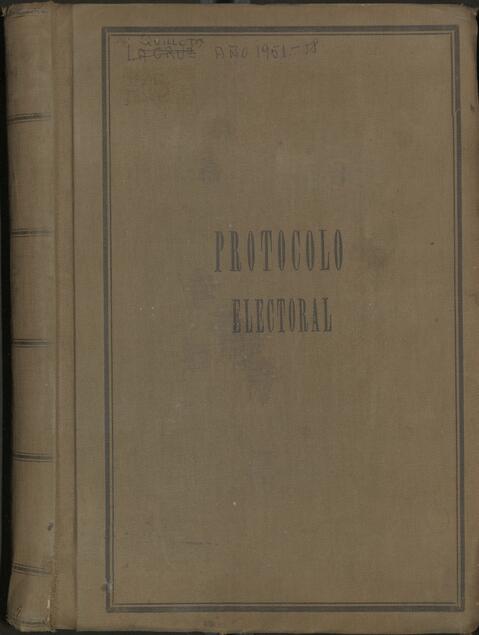 QUILLOTA
LA CRUZ AÑO 1951.-58
PROTOCOLO
ELECTORAL